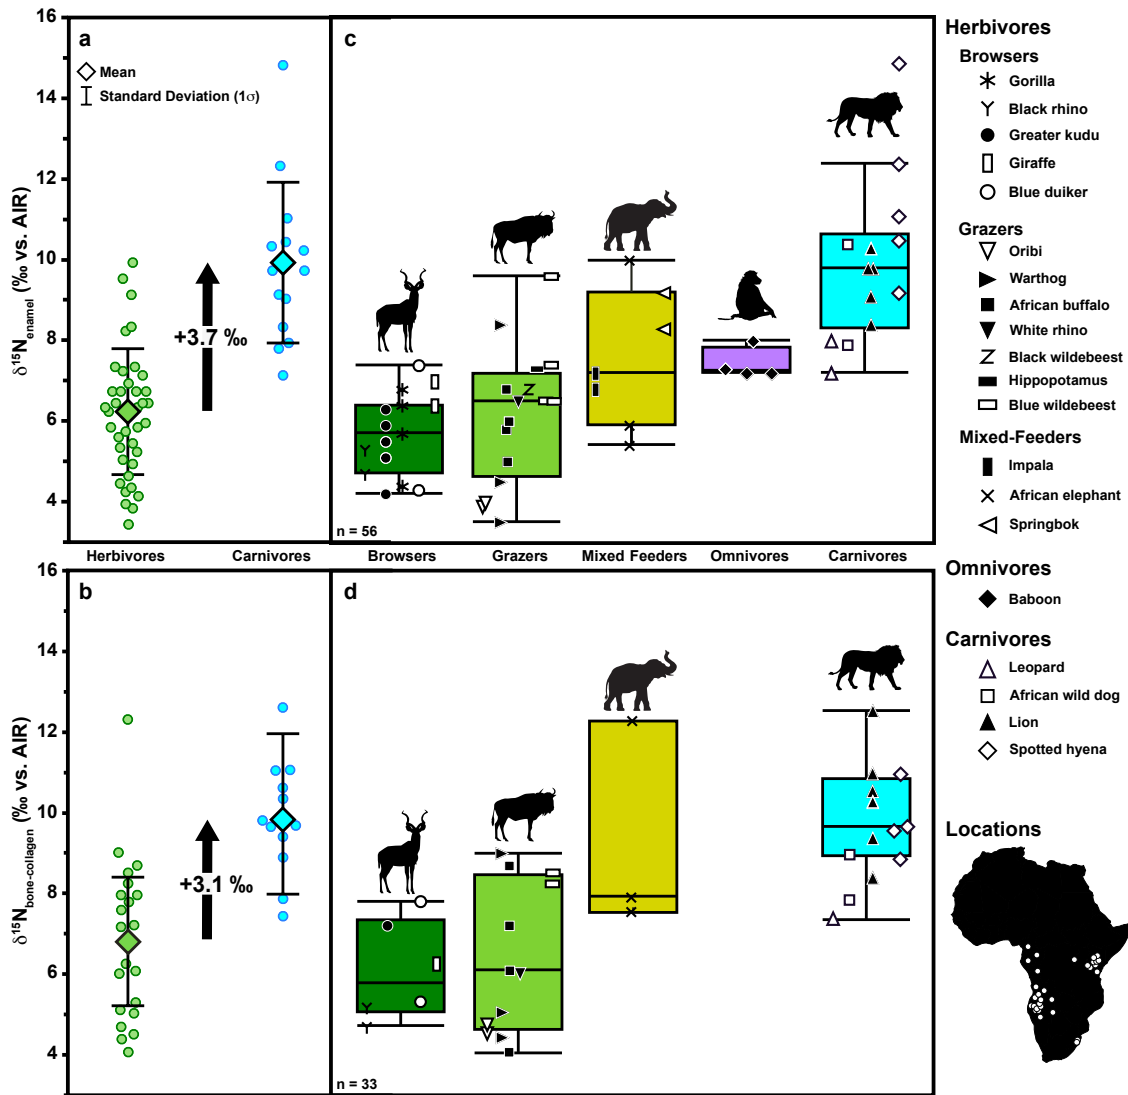 16
14
12
10
8
6
4
δ¹⁵N enamel (‰ vs. AIR)
a
Mean
Standard Deviation (1σ)
+3.7 ‰
c
n = 56
Herbivores
Carnivores
Browsers
Grazers
Mixed Feeders
Omnivores
Carnivores
16
14
12
10
8
6
4
δ¹⁵N bone-collagen (‰ vs. AIR)
b
+3.1 ‰
d
n = 33
Herbivores
Browsers
Gorilla
Black rhino
Greater kudu
Giraffe
Blue duiker
Grazers
Oribi
Warthog
African buffalo
White rhino
Black wildebeest
Hippopotamus
Blue wildebeest
Mixed-Feeders
Impala
African elephant
Springbok
Omnivores
Baboon
Carnivores
Leopard
African wild dog
Lion
Spotted hyena
Locations